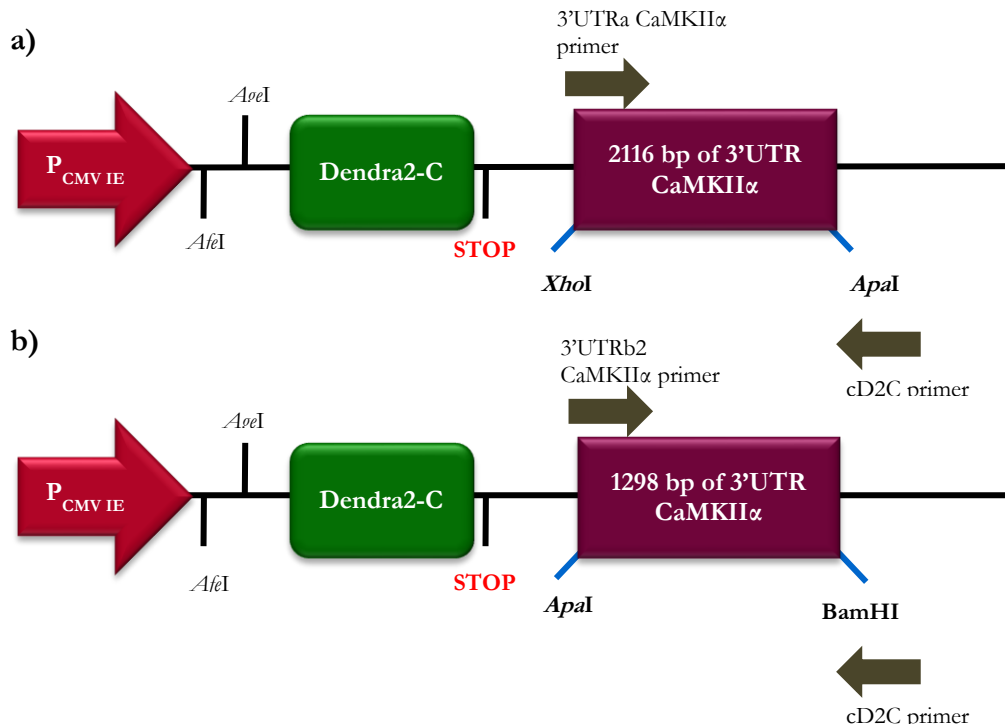 a)
3'UTRa CaMKIIα
primer
AgeI
P CMV IE
Dendra2-C
2116 bp of 3'UTR
CaMKIIα
AfeI
STOP
XhoI
ApaI
b)
3'UTRb2
CaMKIIα primer
cD2C primer
AgeI
P CMV IE
Dendra2-C
1298 bp of 3'UTR
CaMKIIα
AfeI
STOP
ApaI
BamHI
cD2C primer